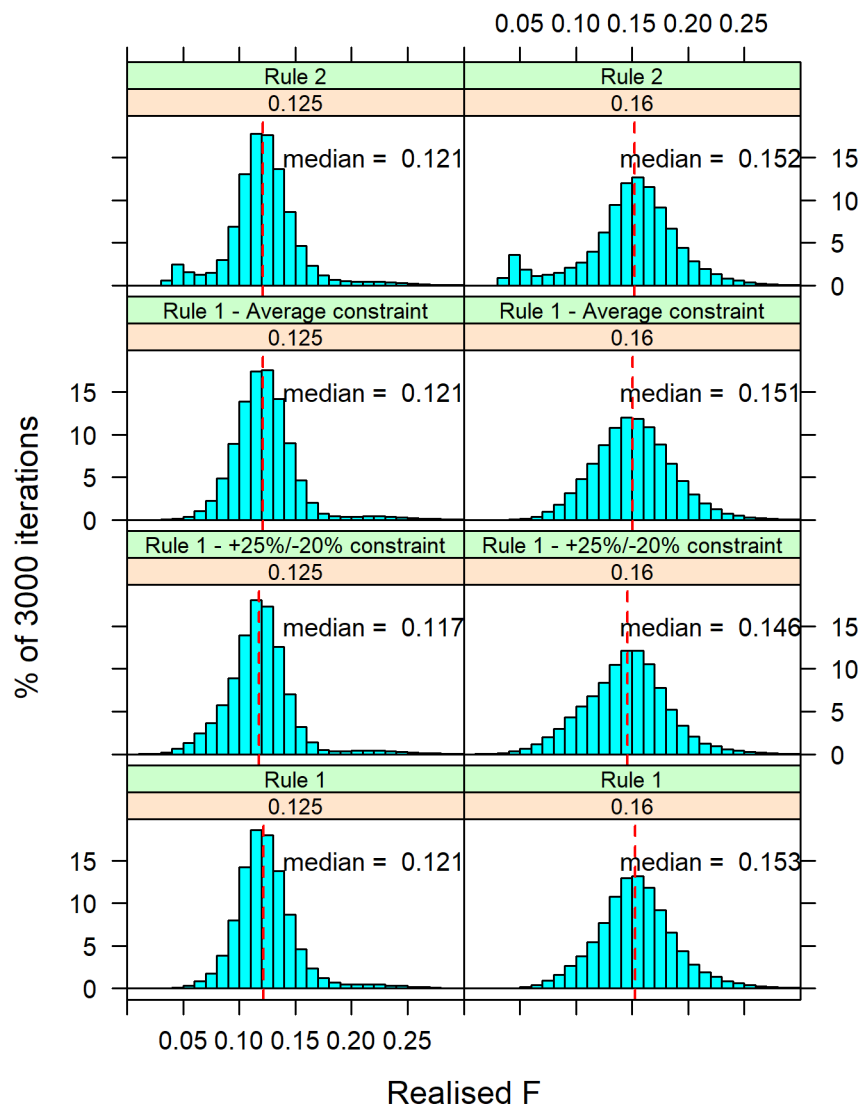 0.05 0.10 0.15 0.20 0.25
Rule 2 Rule 2
0.125 0.16
median = 0.121 median = 0.152
15
10
5
0
Rule 1 - Average constraint Rule 1 - Average constraint
0.125 0.16
median = 0.121 median = 0.151
15
10
5
0
Rule 1 - +25%/-20% constraint Rule 1 - +25%/-20% constraint
0.125 0.16
median = 0.117 median = 0.146
15
10
5
0
Rule 1 Rule 1
0.125 0.16
median = 0.121 median = 0.153
15
10
5
0
0.05 0.10 0.15 0.20 0.25
% of 3000 iterations
Realised F